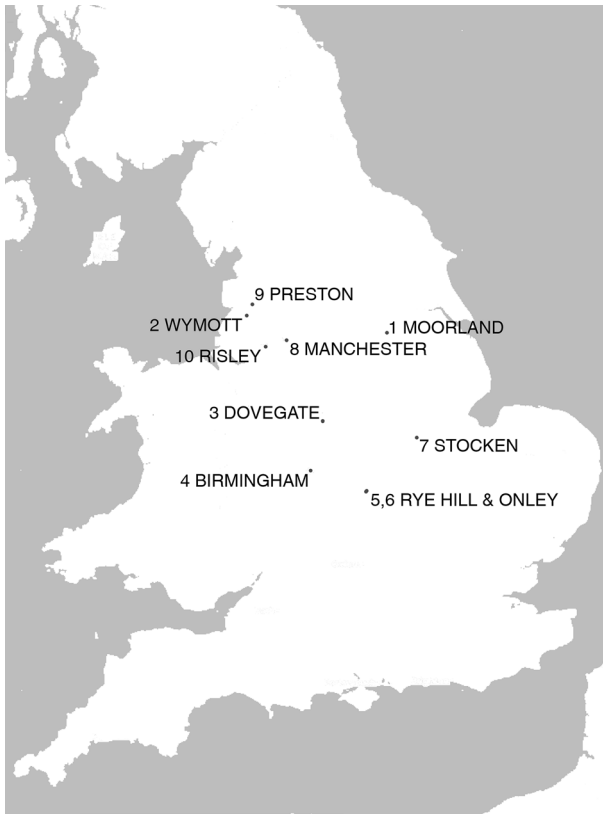 9 PRESTON
2 WYMOTT
1 MOORLAND
8 MANCHESTER
10 RISLEY
3 DOVEGATE
7 STOCKEN
4 BIRMINGHAM
5,6 RYE HILL & ONLEY